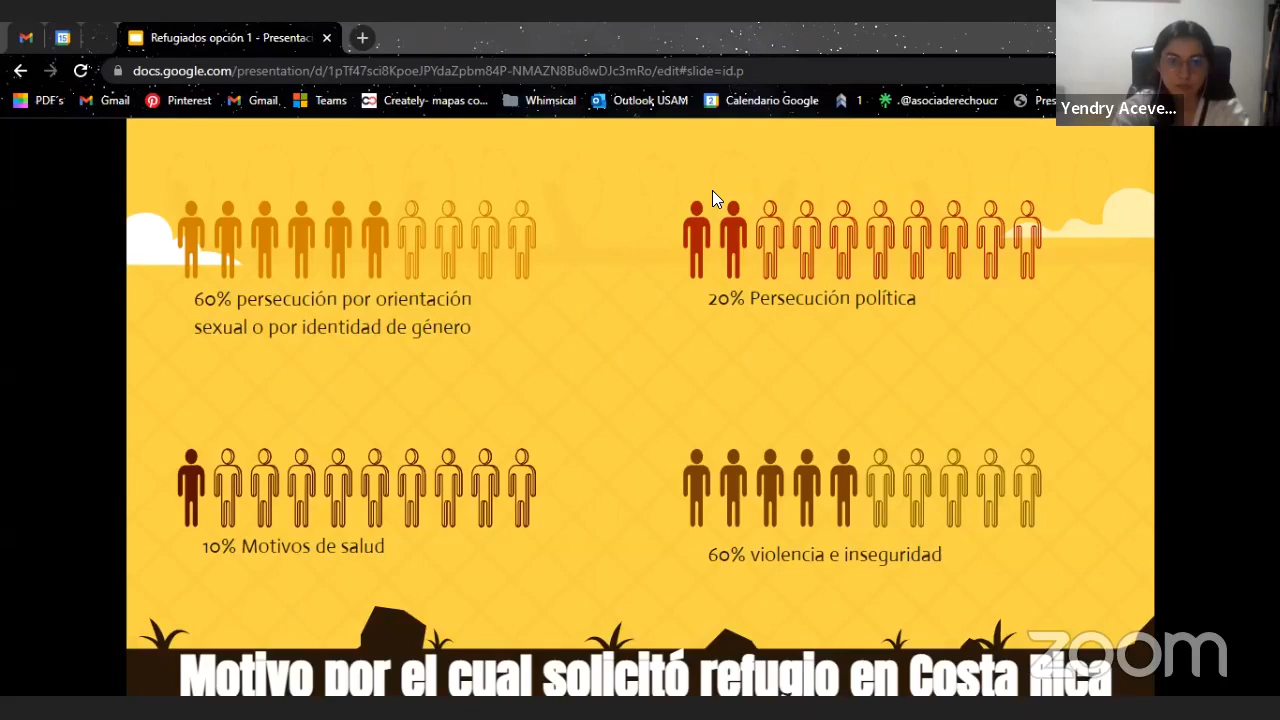 Refugiados opción 1 - Presentaci
docs.google.com/presentation/d/1pTf47sci8KpoeJPYdaZpbm84P-NMAZN8Bu8wDJc3mRo/edit#slide=id.p
PDF's Gmail Pinterest Gmail Teams Creately- mapas co... Whimsical Outlook USAM Calendario Google 1 .@asociaderechoucr Pres
Yendry Aceve...
60% persecución por orientación
sexual o por identidad de género
20% Persecución política
10% Motivos de salud
60% violencia e inseguridad
Motivo por el cual solicitó refugio en Costa Rica
zoom